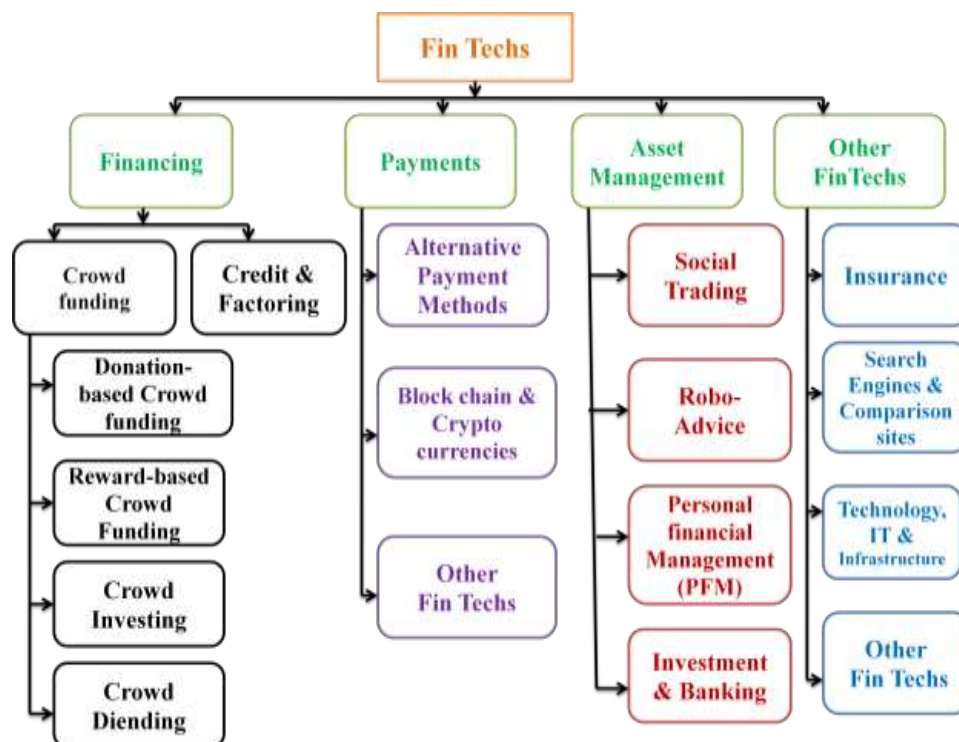 Fin Techs
Financing
Payments
Asset
Management
Other
FinTechs
Crowd
funding
Credit &
Factoring
Donation-
based Crowd
funding
Reward-based
Crowd
Funding
Crowd
Investing
Crowd
Diending
Alternative
Payment
Methods
Block chain &
Crypto
currencies
Other
Fin Techs
Social
Trading
Robo-
Advice
Personal
financial
Management
(PFM)
Investment
& Banking
Insurance
Search
Engines &
Comparison
sites
Technology,
IT &
Infrastructure
Other
Fin Techs